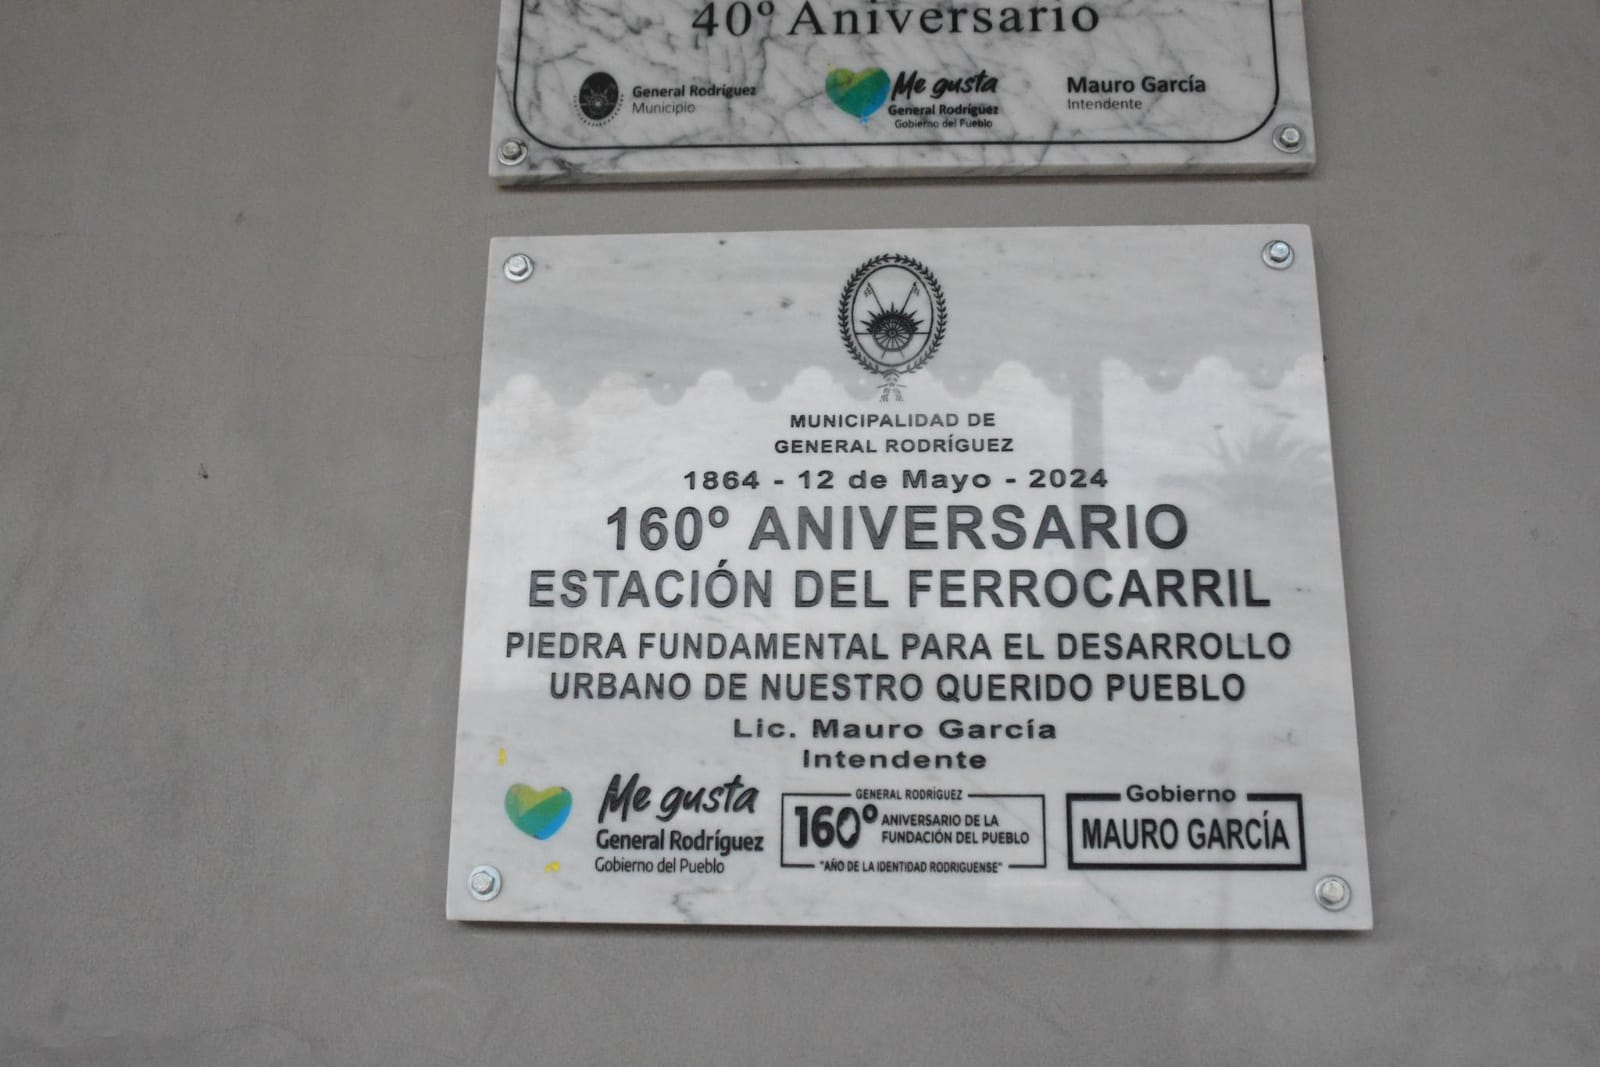 40º Aniversario
General Rodríguez
Municipio
Me gusta
General Rodríguez
Gobierno del Pueblo
Mauro García
Intendente
MUNICIPALIDAD DE
GENERAL RODRÍGUEZ
1864 - 12 de Mayo - 2024
160º ANIVERSARIO
ESTACIÓN DEL FERROCARRIL
PIEDRA FUNDAMENTAL PARA EL DESARROLLO
URBANO DE NUESTRO QUERIDO PUEBLO
Lic. Mauro García
Intendente
Me gusta
General Rodríguez
Gobierno del Pueblo
GENERAL RODRÍGUEZ
160º ANIVERSARIO DE LA
FUNDACIÓN DEL PUEBLO
"AÑO DE LA IDENTIDAD RODRIGUENSE"
Gobierno
MAURO GARCÍA